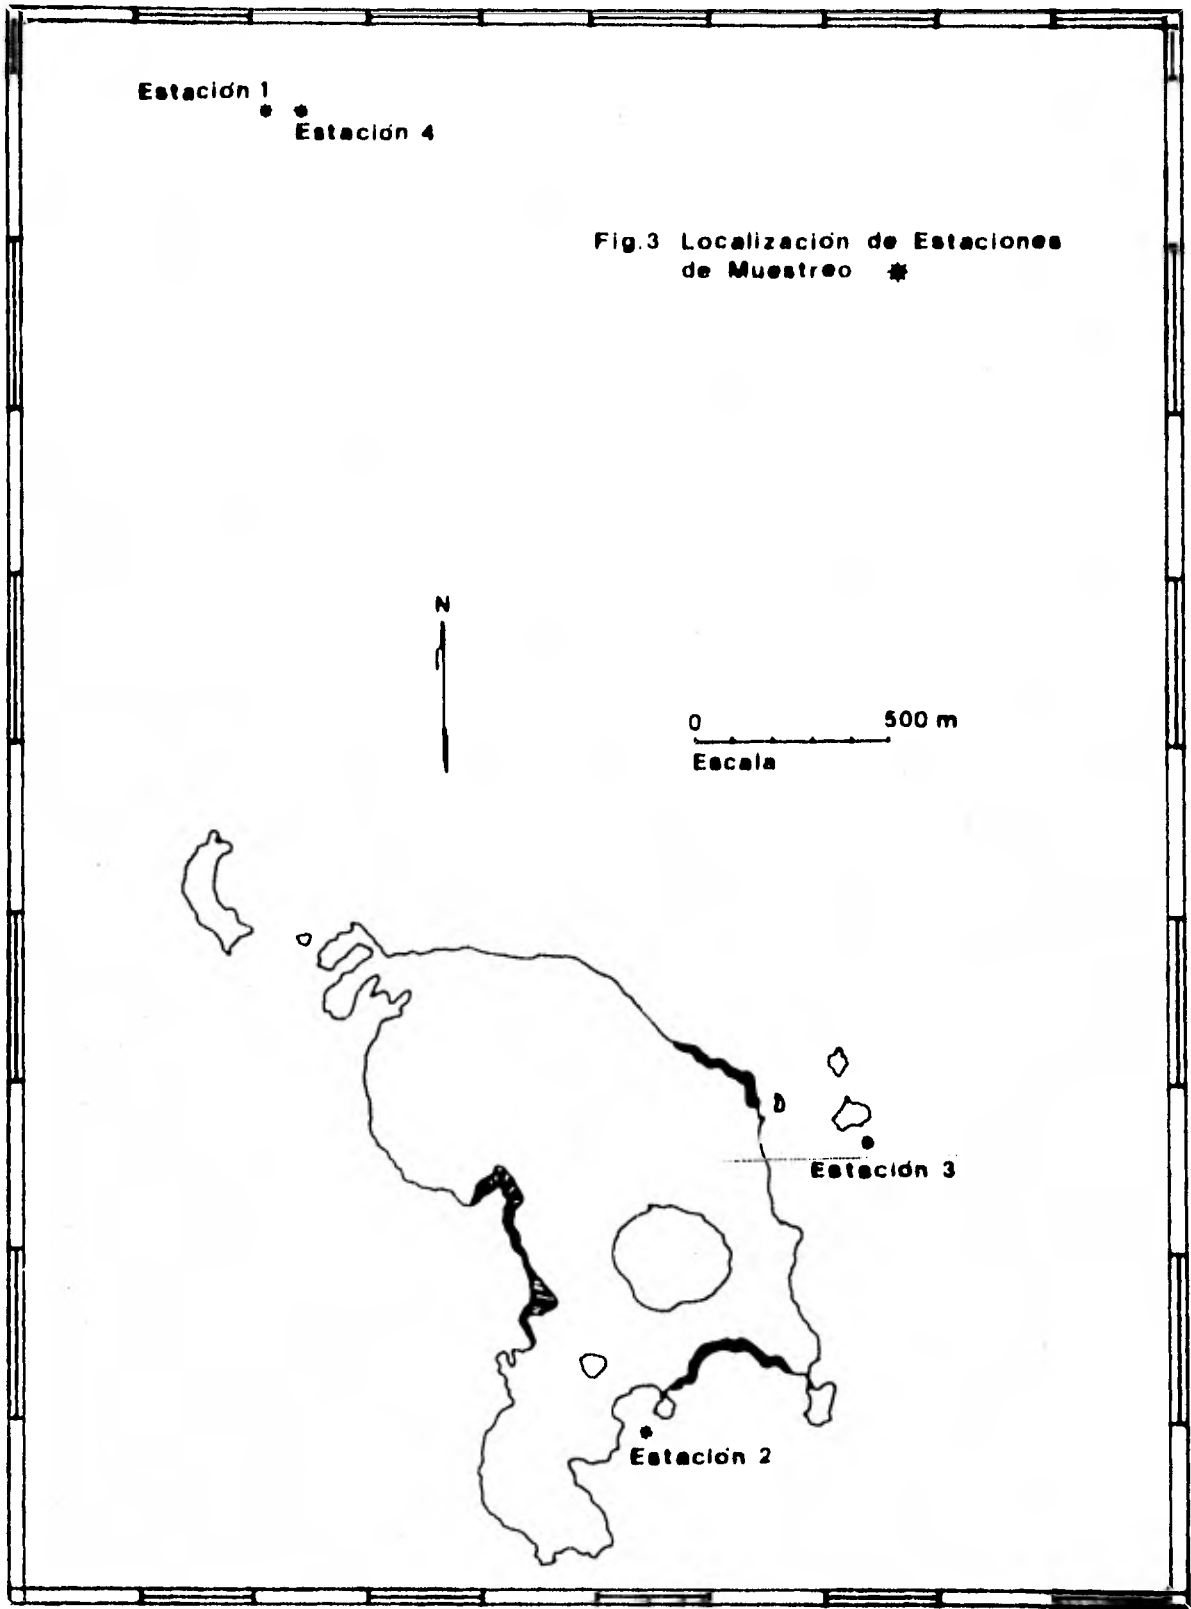 Estación 1
Estación 4
Fig.3 Localización de Estaciones
de Muestreo
N
0 500 m
Escala
Estación 3
Estación 2